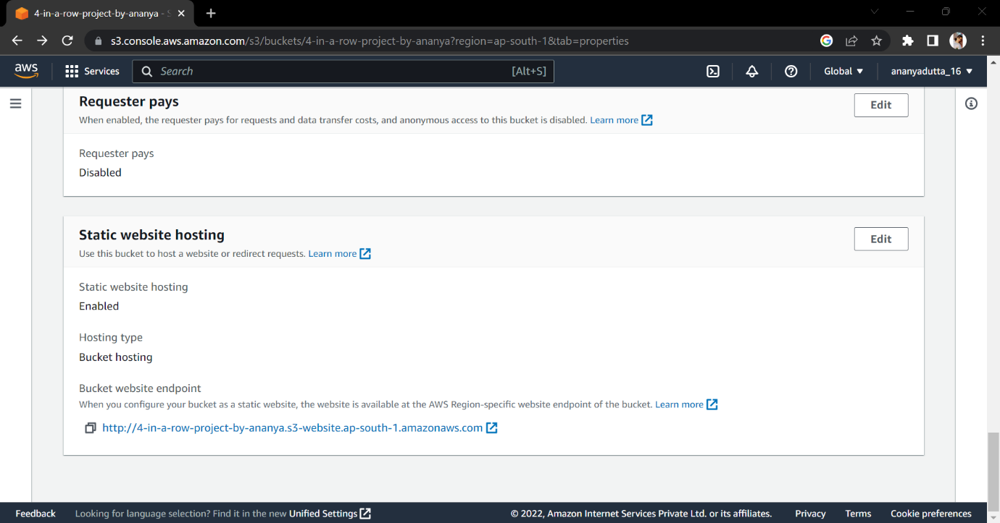 4-in-a-row-project-by-ananya - S
s3.console.aws.amazon.com/s3/buckets/4-in-a-row-project-by-ananya?region=ap-south-1&tab=properties
aws Services Search [Alt+S] Global ananyadutta_16
Requester pays Edit
When enabled, the requester pays for requests and data transfer costs, and anonymous access to this bucket is disabled. Learn more
Requester pays
Disabled
Static website hosting Edit
Use this bucket to host a website or redirect requests. Learn more
Static website hosting
Enabled
Hosting type
Bucket hosting
Bucket website endpoint
When you configure your bucket as a static website, the website is available at the AWS Region-specific website endpoint of the bucket. Learn more
http://4-in-a-row-project-by-ananya.s3-website.ap-south-1.amazonaws.com
Feedback Looking for language selection? Find it in the new Unified Settings © 2022, Amazon Internet Services Private Ltd. or its affiliates. Privacy Terms Cookie preferences